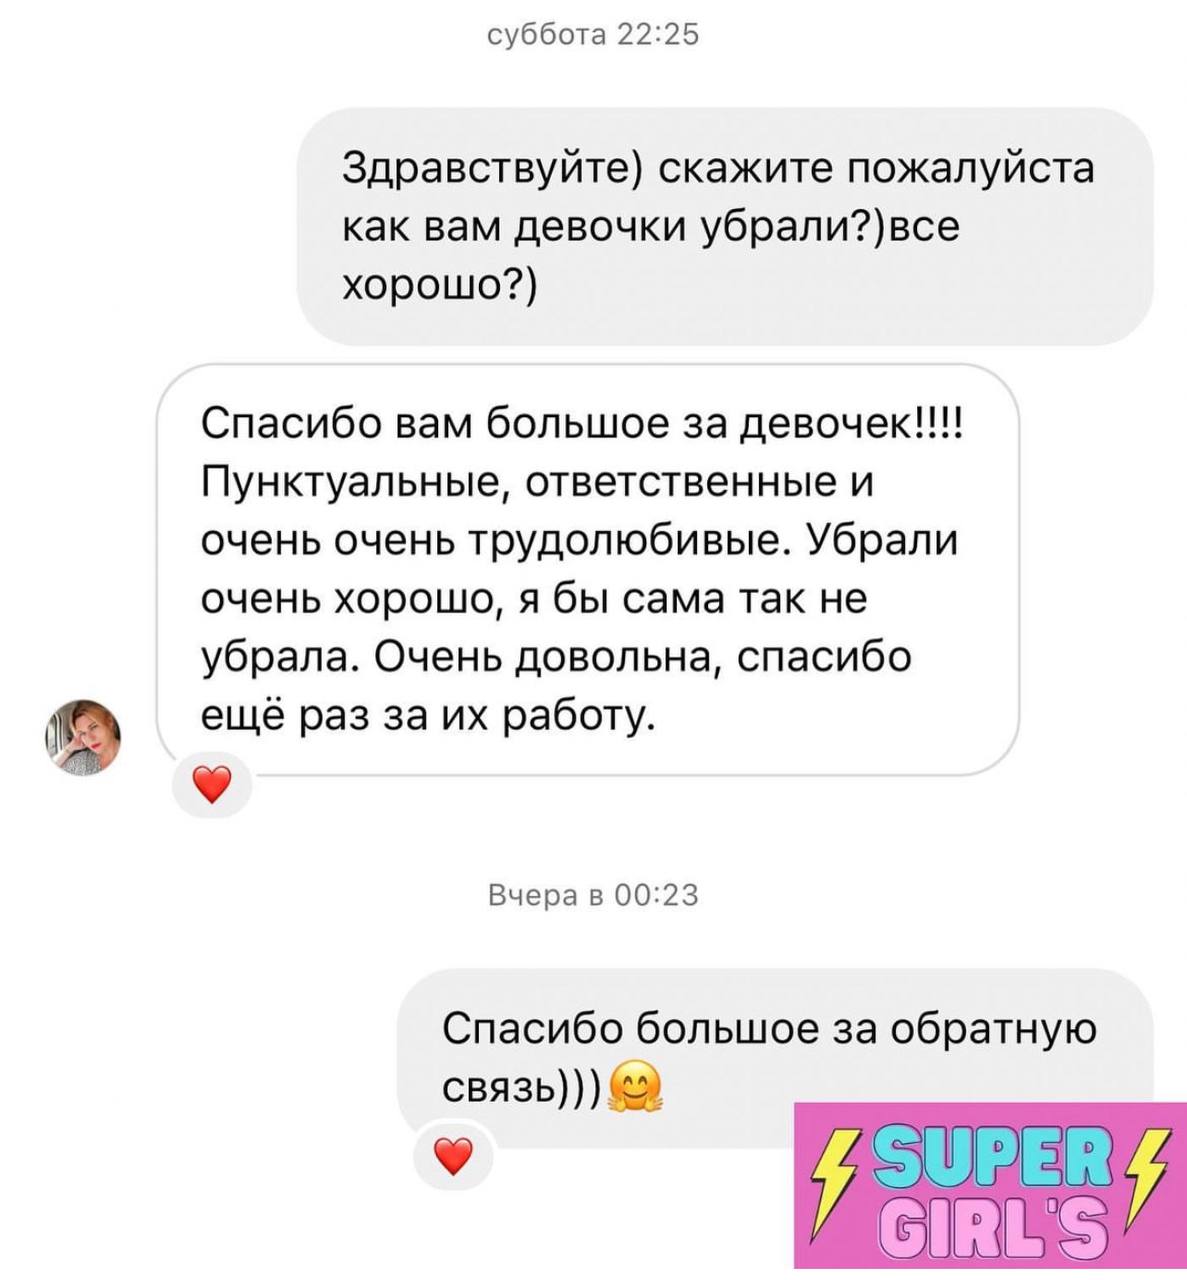 суббота 22:25
Здравствуйте) скажите пожалуйста
как вам девочки убрали?)все
хорошо?)
Спасибо вам большое за девочек!!!!
Пунктуальные, ответственные и
очень очень трудолюбивые. Убрали
очень хорошо, я бы сама так не
убрала. Очень довольна, спасибо
ещё раз за их работу.
Вчера в 00:23
Спасибо большое за обратную
связь)))🤗
SUPER
GIRL'S